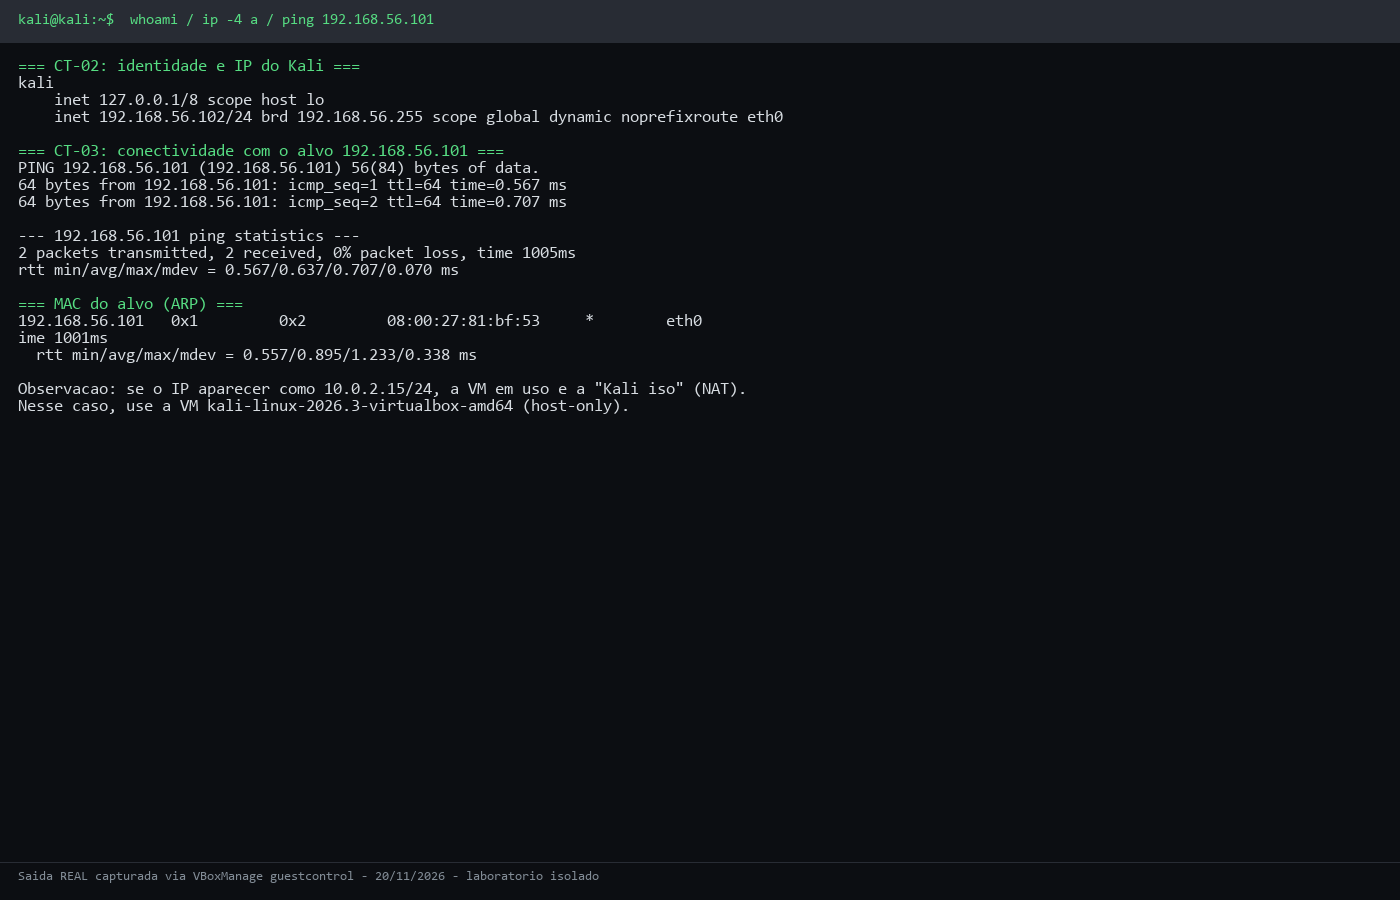 kali@kali:~$  whoami / ip -4 a / ping 192.168.56.101
=== CT-02: identidade e IP do Kali ===
kali
    inet 127.0.0.1/8 scope host lo
    inet 192.168.56.102/24 brd 192.168.56.255 scope global dynamic noprefixroute eth0
=== CT-03: conectividade com o alvo 192.168.56.101 ===
PING 192.168.56.101 (192.168.56.101) 56(84) bytes of data.
64 bytes from 192.168.56.101: icmp_seq=1 ttl=64 time=0.567 ms
64 bytes from 192.168.56.101: icmp_seq=2 ttl=64 time=0.707 ms
--- 192.168.56.101 ping statistics ---
2 packets transmitted, 2 received, 0% packet loss, time 1005ms
rtt min/avg/max/mdev = 0.567/0.637/0.707/0.070 ms
=== MAC do alvo (ARP) ===
192.168.56.101   0x1         0x2         08:00:27:81:bf:53     *        eth0
ime 1001ms
  rtt min/avg/max/mdev = 0.557/0.895/1.233/0.338 ms
Observacao: se o IP aparecer como 10.0.2.15/24, a VM em uso e a "Kali iso" (NAT).
Nesse caso, use a VM kali-linux-2026.3-virtualbox-amd64 (host-only).
Saida REAL capturada via VBoxManage guestcontrol - 20/11/2026 - laboratorio isolado